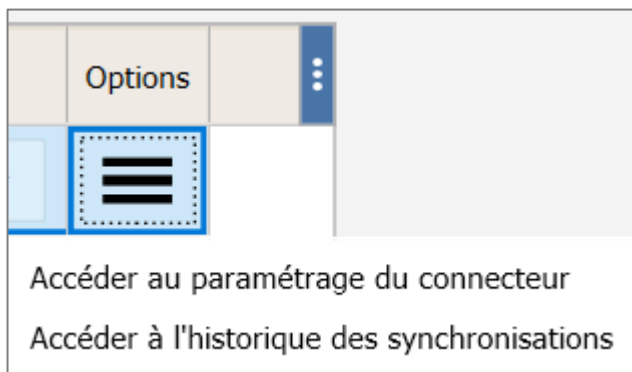 Options
Accéder au paramétrage du connecteur
Accéder à l'historique des synchronisations